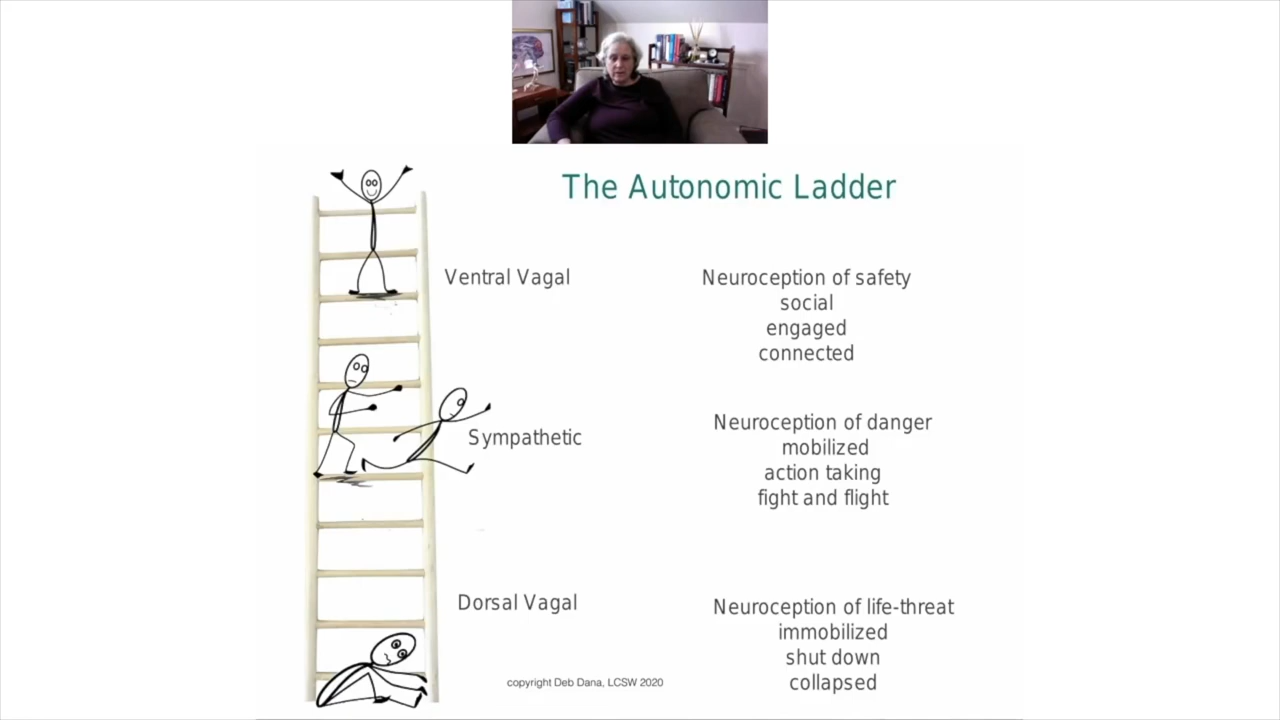 The Autonomic Ladder
Ventral Vagal
Neuroception of safety
social
engaged
connected
Sympathetic
Neuroception of danger
mobilized
action taking
fight and flight
Dorsal Vagal
Neuroception of life-threat
immobilized
shut down
collapsed
copyright Deb Dana, LCSW 2020